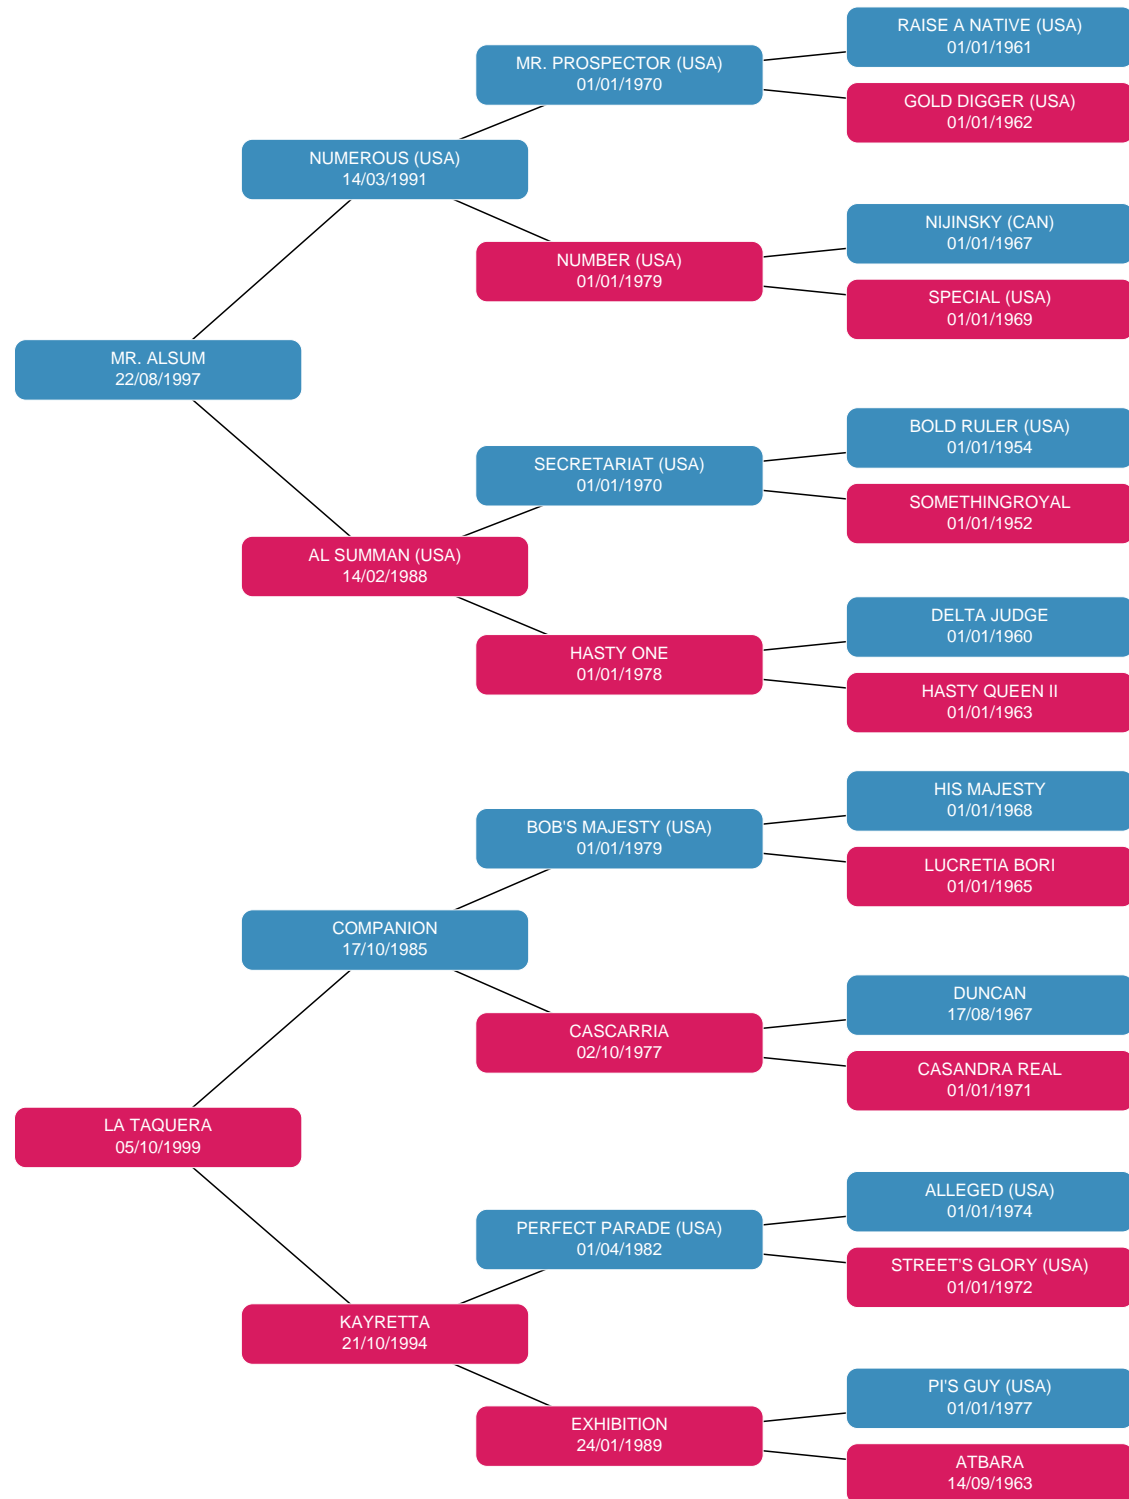 RAISE A NATIVE (USA)
01/01/1961
MR. PROSPECTOR (USA)
01/01/1970
GOLD DIGGER (USA)
01/01/1962
NUMEROUS (USA)
14/03/1991
NIJINSKY (CAN)
01/01/1967
NUMBER (USA)
01/01/1979
SPECIAL (USA)
01/01/1969
MR. ALSUM
22/08/1997
BOLD RULER (USA)
01/01/1954
SECRETARIAT (USA)
01/01/1970
SOMETHINGROYAL
01/01/1952
AL SUMMAN (USA)
14/02/1988
DELTA JUDGE
01/01/1960
HASTY ONE
01/01/1978
HASTY QUEEN II
01/01/1963
HIS MAJESTY
01/01/1968
BOB'S MAJESTY (USA)
01/01/1979
LUCRETIA BORI
01/01/1965
COMPANION
17/10/1985
DUNCAN
17/08/1967
CASCARRIA
02/10/1977
CASANDRA REAL
01/01/1971
LA TAQUERA
05/10/1999
ALLEGED (USA)
01/01/1974
PERFECT PARADE (USA)
01/04/1982
STREET'S GLORY (USA)
01/01/1972
KAYRETTA
21/10/1994
PI'S GUY (USA)
01/01/1977
EXHIBITION
24/01/1989
ATBARA
14/09/1963